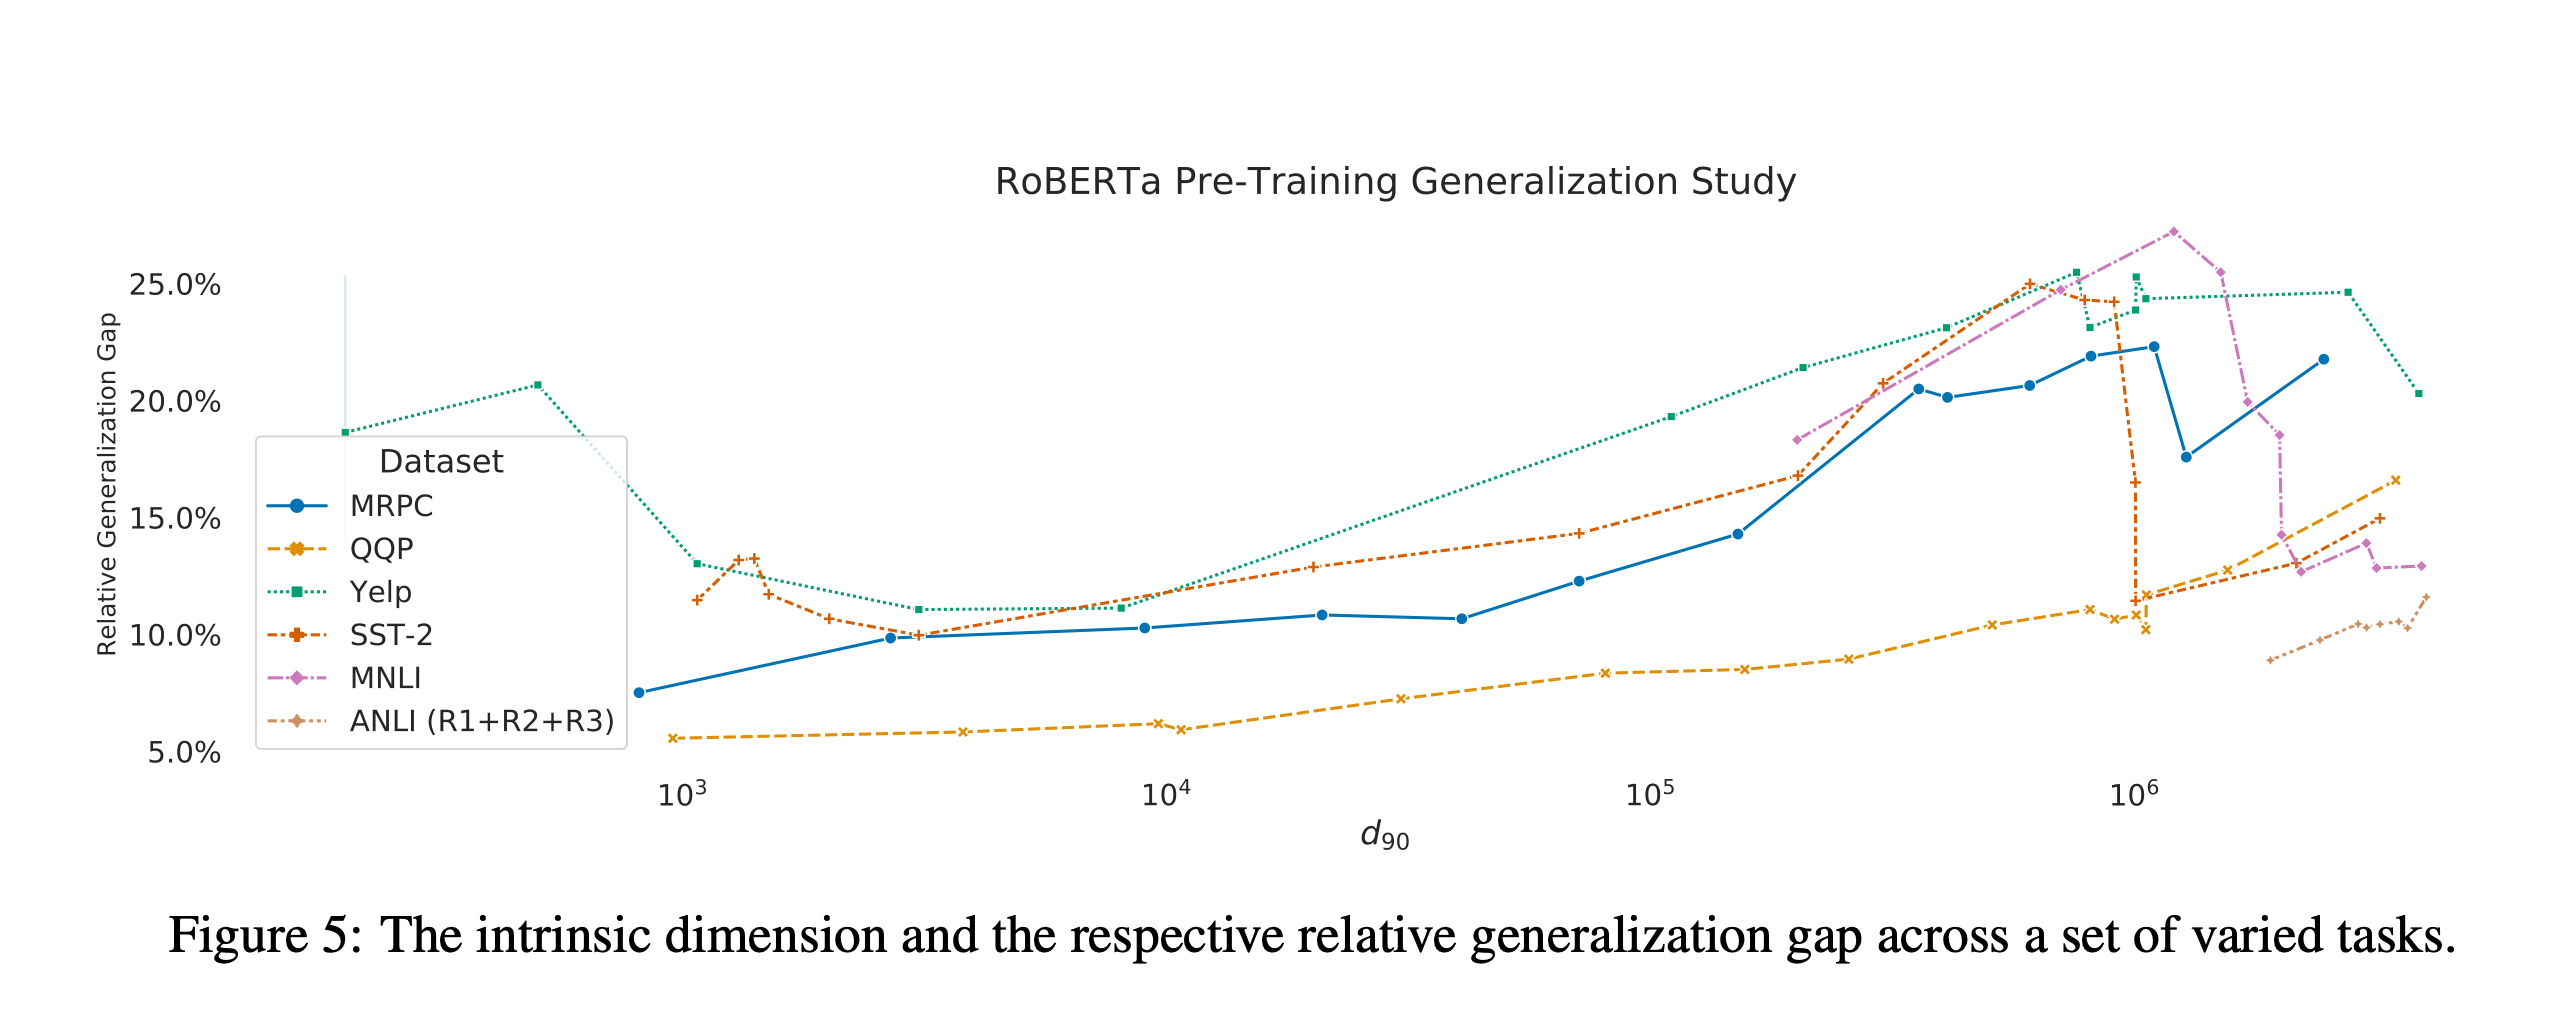 RoBERTa Pre-Training Generalization Study
Relative Generalization Gap
25.0%
20.0%
15.0%
10.0%
5.0%
Dataset
MRPC
QQP
Yelp
SST-2
MNLI
ANLI (R1+R2+R3)
10³ 10⁴ 10⁵ 10⁶
d₉₀
Figure 5: The intrinsic dimension and the respective relative generalization gap across a set of varied tasks.